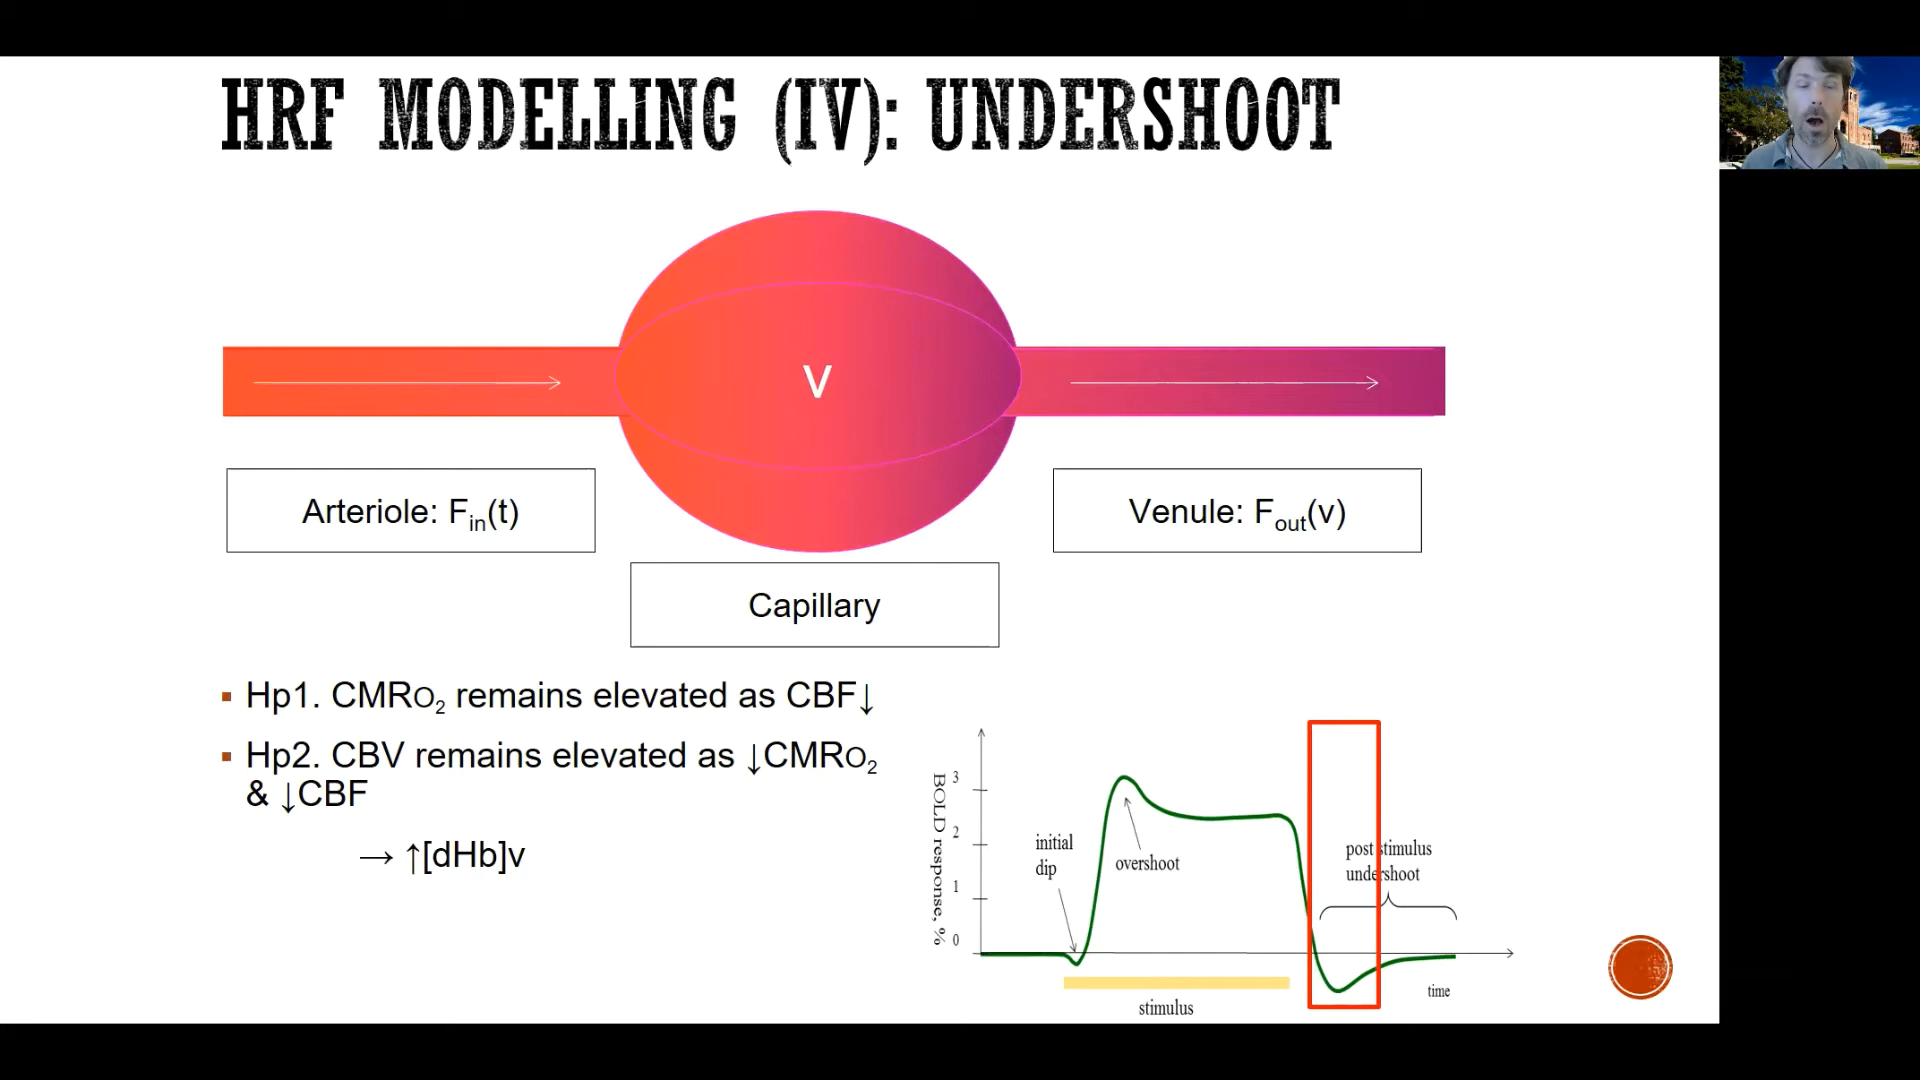 HRF MODELLING (IV): UNDERSHOOT
V
Arteriole: Fin(t)
Venule: Fout(v)
Capillary
Hp1. CMRO2 remains elevated as CBF↓
Hp2. CBV remains elevated as ↓CMRO2
& ↓CBF
→ ↑[dHb]v
BOLD response, %
3
2
1
0
initial
dip
overshoot
post stimulus
undershoot
time
stimulus